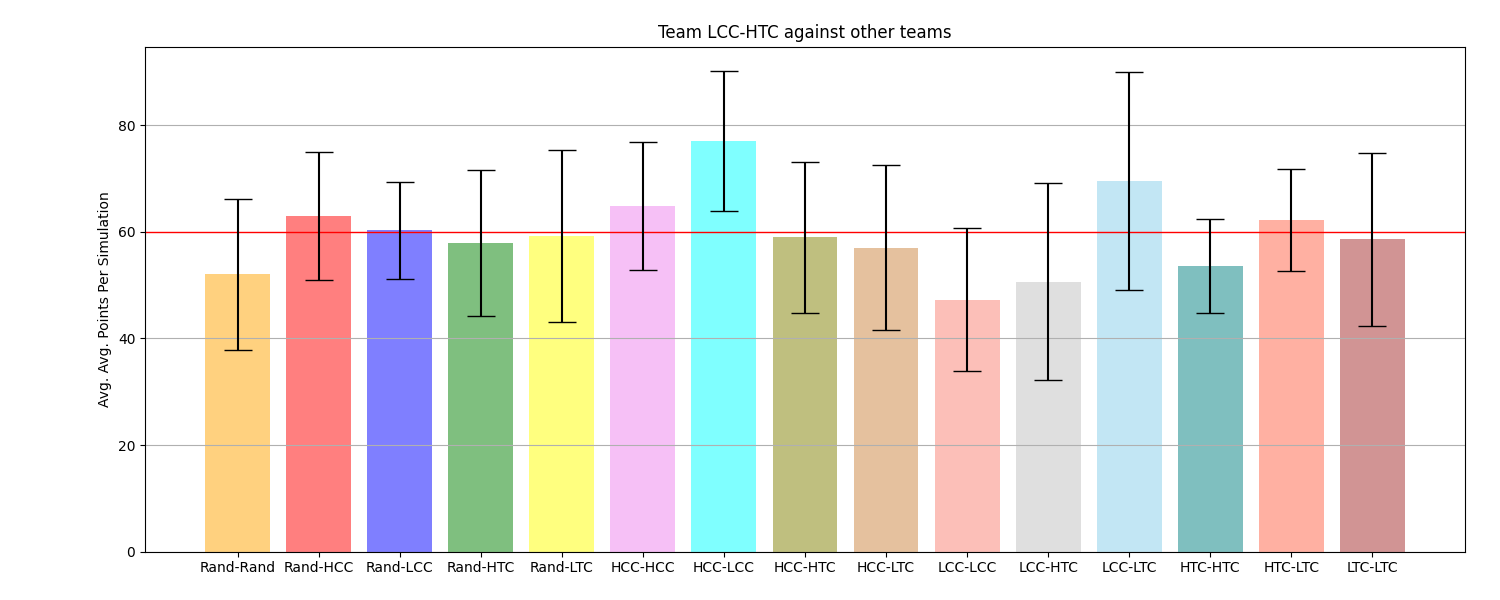 Team LCC-HTC against other teams
Avg. Avg. Points Per Simulation
80
60
40
20
0
Rand-Rand Rand-HCC Rand-LCC Rand-HTC Rand-LTC HCC-HCC HCC-LCC HCC-HTC HCC-LTC LCC-LCC LCC-HTC LCC-LTC HTC-HTC HTC-LTC LTC-LTC